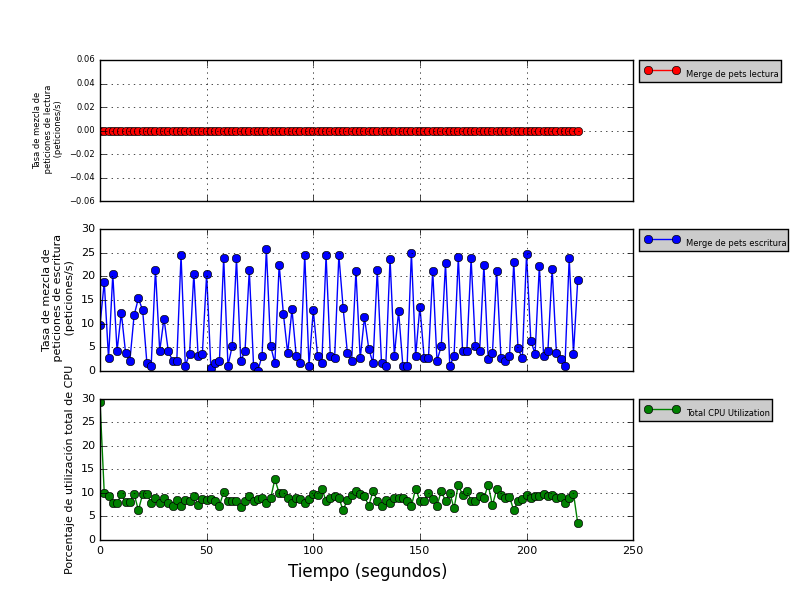 Tasa de mezcla de
peticiones de lectura
(peticiones/s)
0.06
0.04
0.02
0.00
−0.02
−0.04
−0.06
Merge de pets lectura
Tasa de mezcla de
peticiones de escritura
(peticiones/s)
30
25
20
15
10
5
0
Merge de pets escritura
Porcentaje de utilización total de CPU
30
25
20
15
10
5
0
Total CPU Utilization
0 50 100 150 200 250
Tiempo (segundos)